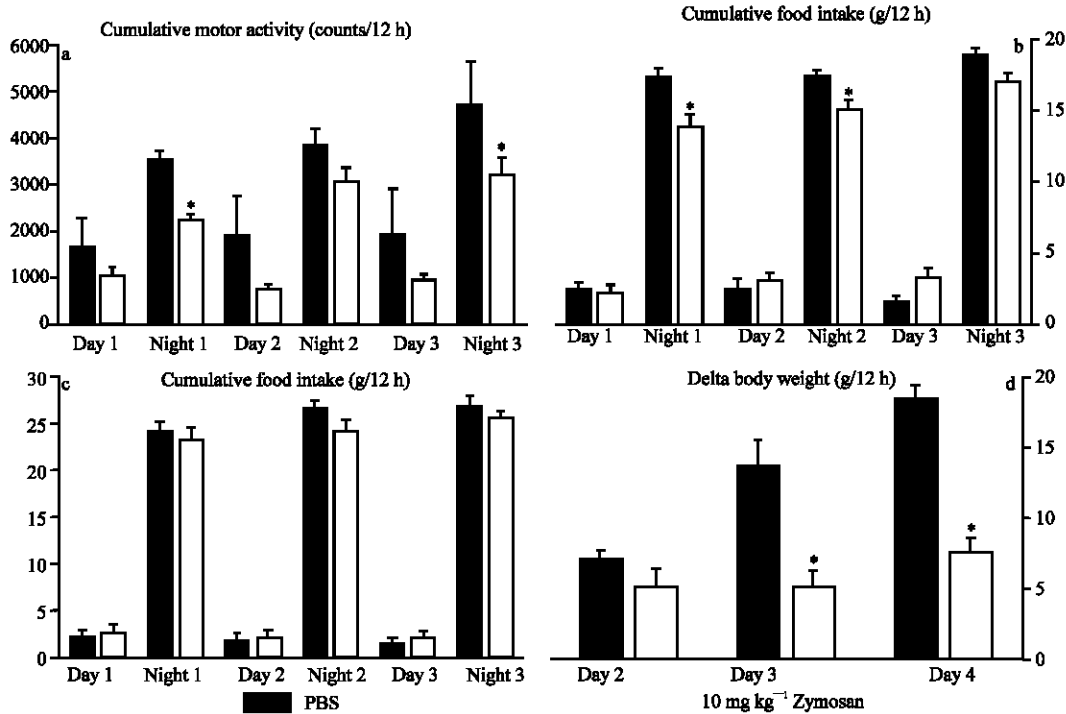 Cumulative motor activity (counts/12 h)
a
6000
5000
4000
3000
2000
1000
0
*
*
Day 1 Night 1 Day 2 Night 2 Day 3 Night 3
Cumulative food intake (g/12 h)
b
20
15
10
5
0
*
*
Day 1 Night 1 Day 2 Night 2 Day 3 Night 3
Cumulative food intake (g/12 h)
c
30
25
20
15
10
5
0
Day 1 Night 1 Day 2 Night 2 Day 3 Night 3
Delta body weight (g/12 h)
d
20
15
10
5
0
*
*
Day 2 Day 3 Day 4
PBS
10 mg kg⁻¹ Zymosan